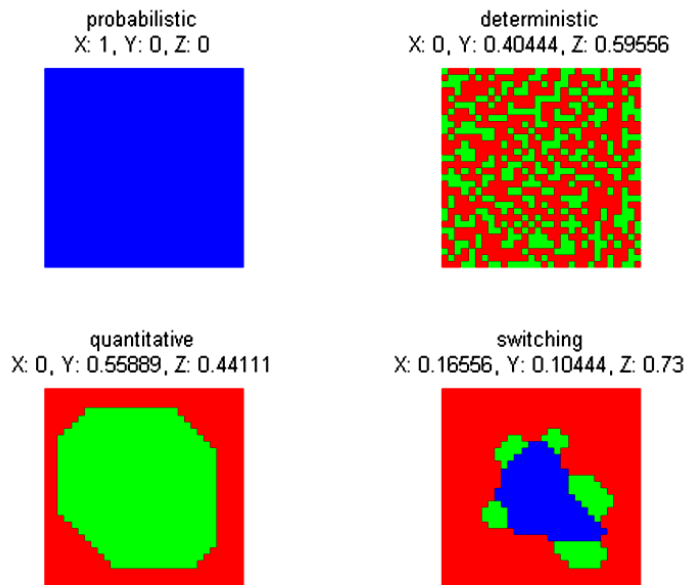 probabilistic
X: 1, Y: 0, Z: 0
deterministic
X: 0, Y: 0.40444, Z: 0.59556
quantitative
X: 0, Y: 0.55889, Z: 0.44111
switching
X: 0.16556, Y: 0.10444, Z: 0.73